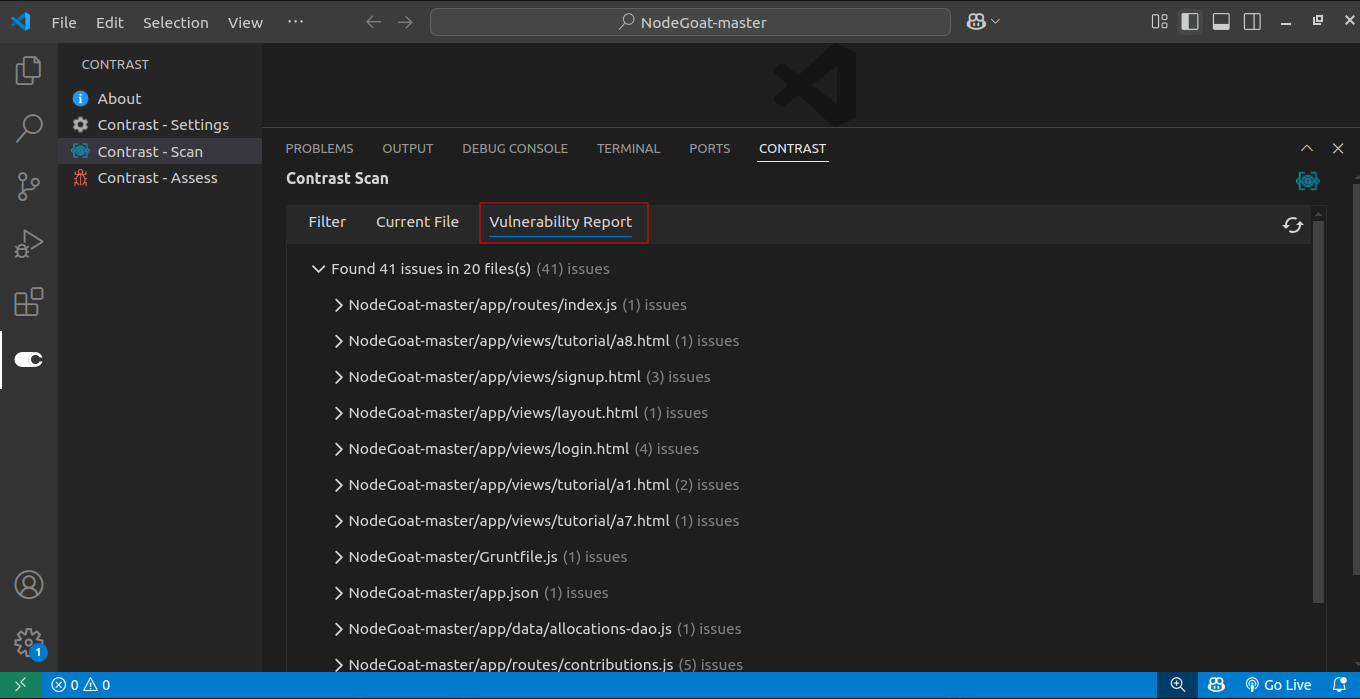 File Edit Selection View ··· NodeGoat-master
CONTRAST
About
Contrast - Settings
Contrast - Scan
Contrast - Assess
PROBLEMS OUTPUT DEBUG CONSOLE TERMINAL PORTS CONTRAST
Contrast Scan
Filter Current File Vulnerability Report
Found 41 issues in 20 files(s) (41) issues
NodeGoat-master/app/routes/index.js (1) issues
NodeGoat-master/app/views/tutorial/a8.html (1) issues
NodeGoat-master/app/views/signup.html (3) issues
NodeGoat-master/app/views/layout.html (1) issues
NodeGoat-master/app/views/login.html (4) issues
NodeGoat-master/app/views/tutorial/a1.html (2) issues
NodeGoat-master/app/views/tutorial/a7.html (1) issues
NodeGoat-master/Gruntfile.js (1) issues
NodeGoat-master/app.json (1) issues
NodeGoat-master/app/data/allocations-dao.js (1) issues
NodeGoat-master/app/routes/contributions.js (5) issues
1
0 0 Go Live